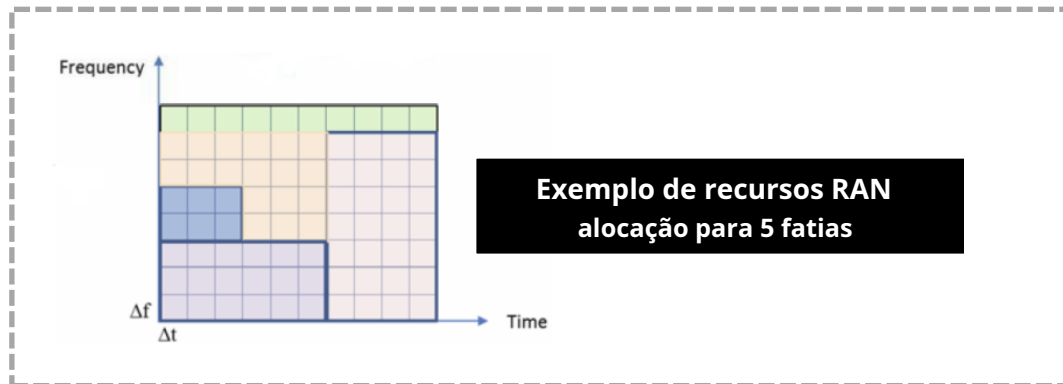 Frequency
Exemplo de recursos RAN
alocação para 5 fatias
Δf
Δt
Time